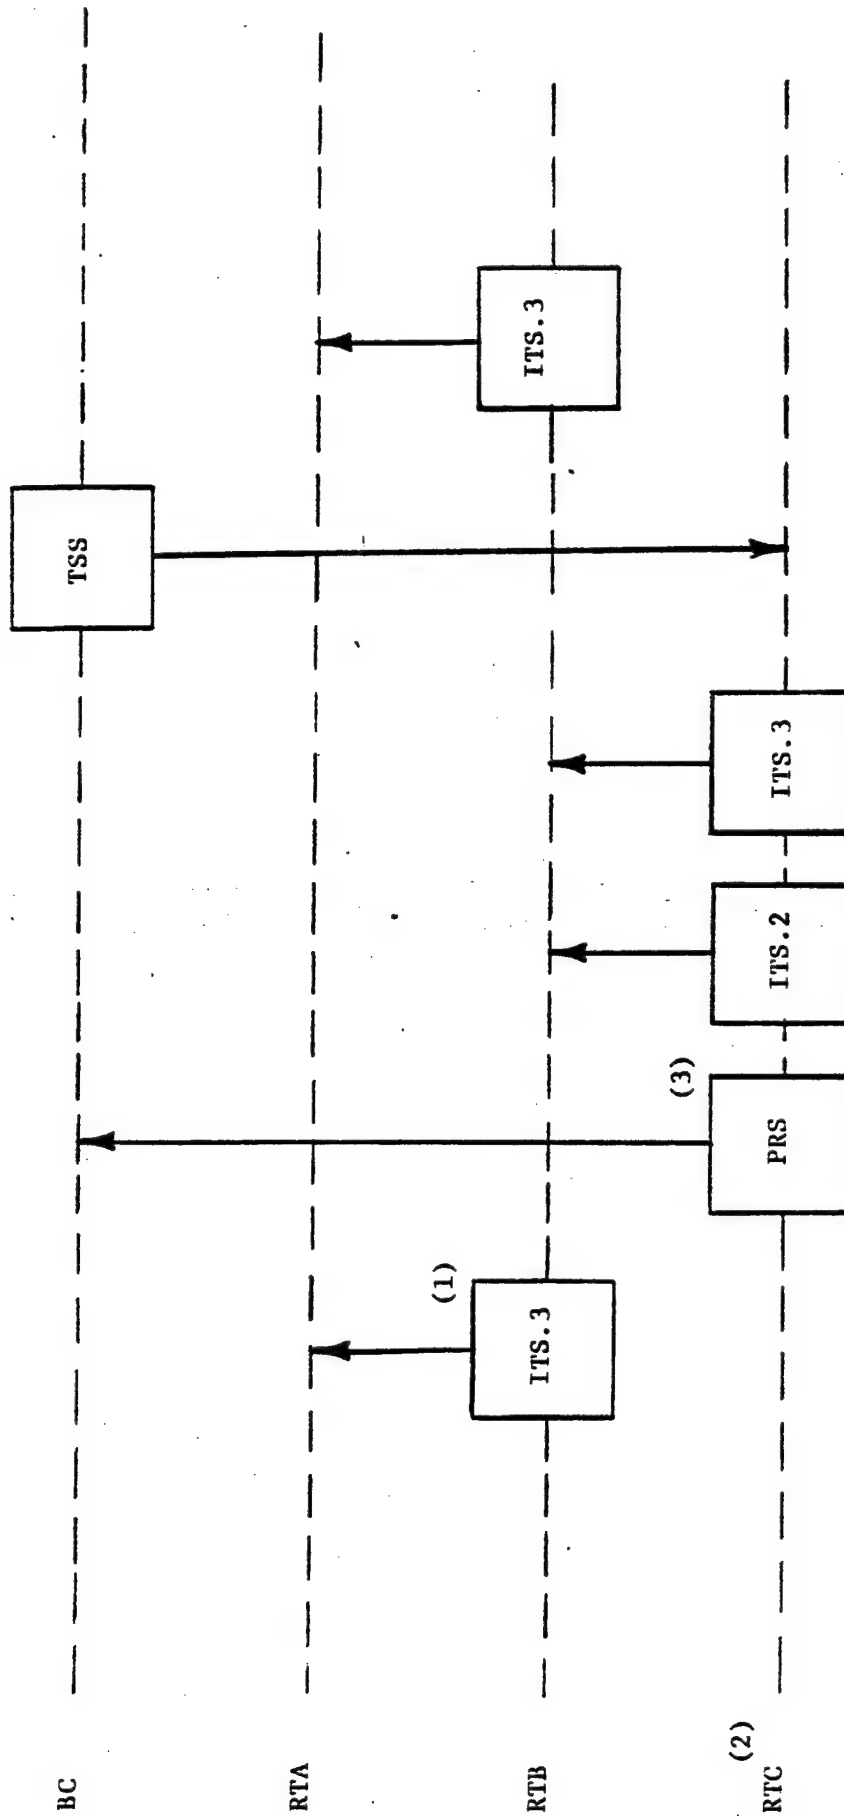 BC
TSS
RTA
(1)
RTB
ITS.3
ITS.3
(2)
(3)
RTC
PRS
ITS.2
ITS.3